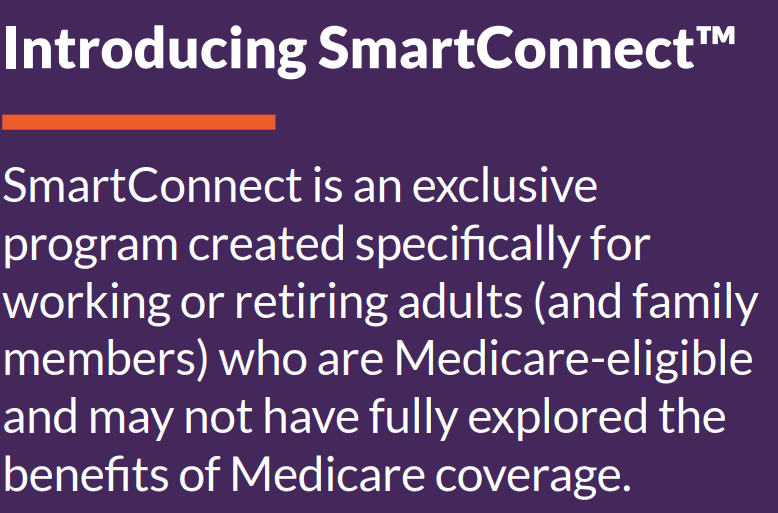 Introducing SmartConnect™
SmartConnect is an exclusive
program created specifically for
working or retiring adults (and family
members) who are Medicare-eligible
and may not have fully explored the
benefits of Medicare coverage.